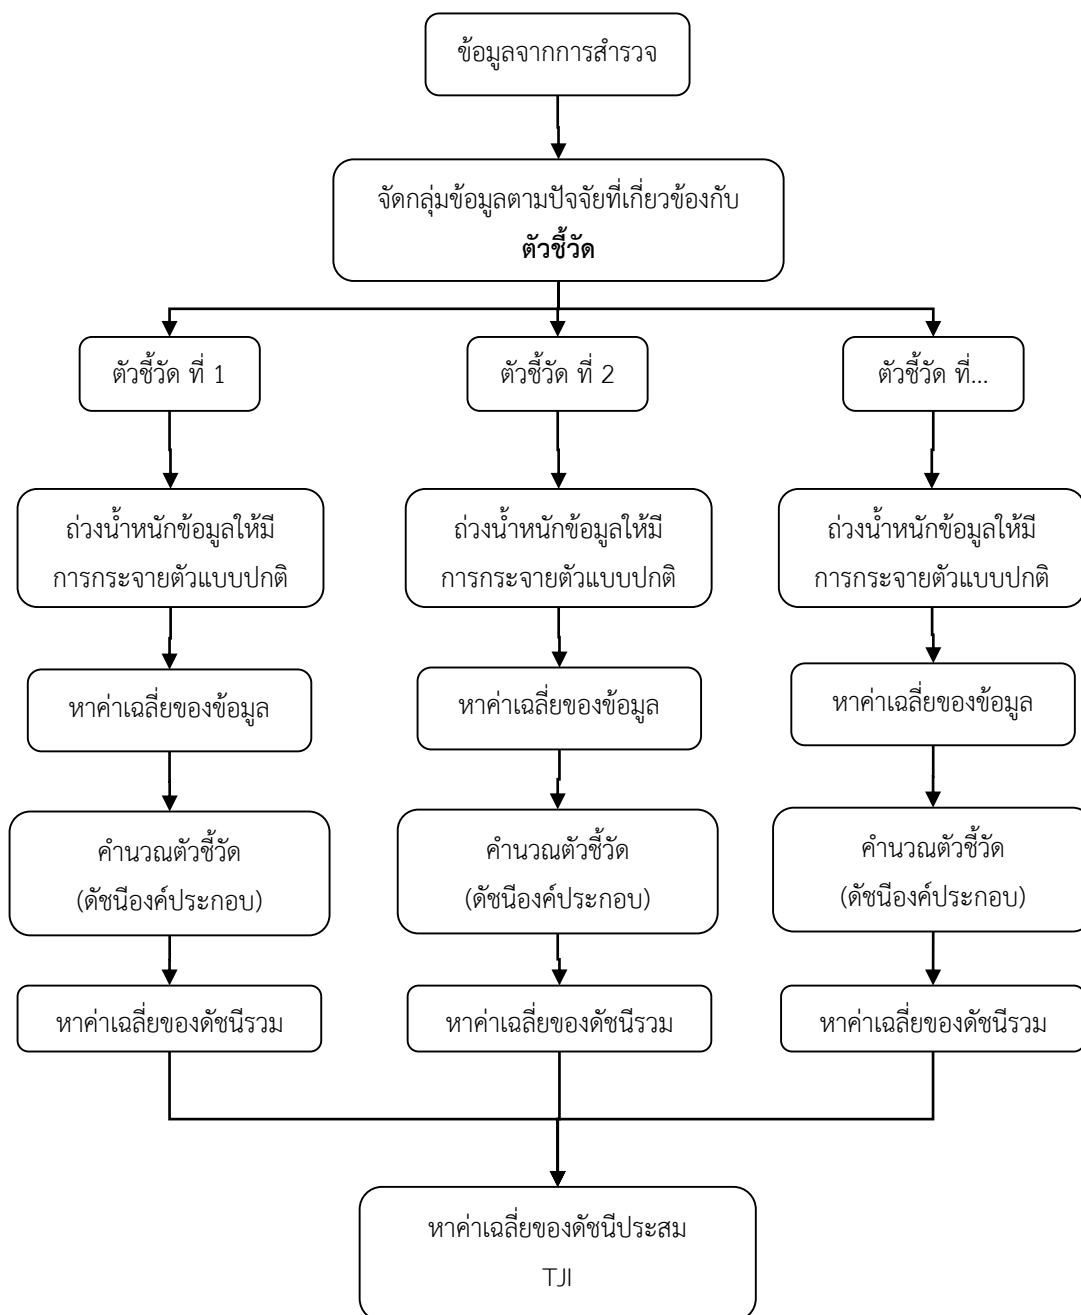 ข้อมูลจากการสำรวจ
จัดกลุ่มข้อมูลตามปัจจัยที่เกี่ยวข้องกับ
ตัวชี้วัด
ตัวชี้วัด ที่ 1
ตัวชี้วัด ที่ 2
ตัวชี้วัด ที่...
ถ่วงน้ำหนักข้อมูลให้มี
การกระจายตัวแบบปกติ
ถ่วงน้ำหนักข้อมูลให้มี
การกระจายตัวแบบปกติ
ถ่วงน้ำหนักข้อมูลให้มี
การกระจายตัวแบบปกติ
หาค่าเฉลี่ยของข้อมูล
หาค่าเฉลี่ยของข้อมูล
หาค่าเฉลี่ยของข้อมูล
คำนวณตัวชี้วัด
(ดัชนีองค์ประกอบ)
คำนวณตัวชี้วัด
(ดัชนีองค์ประกอบ)
คำนวณตัวชี้วัด
(ดัชนีองค์ประกอบ)
หาค่าเฉลี่ยของดัชนีรวม
หาค่าเฉลี่ยของดัชนีรวม
หาค่าเฉลี่ยของดัชนีรวม
หาค่าเฉลี่ยของดัชนีประสม
TJI